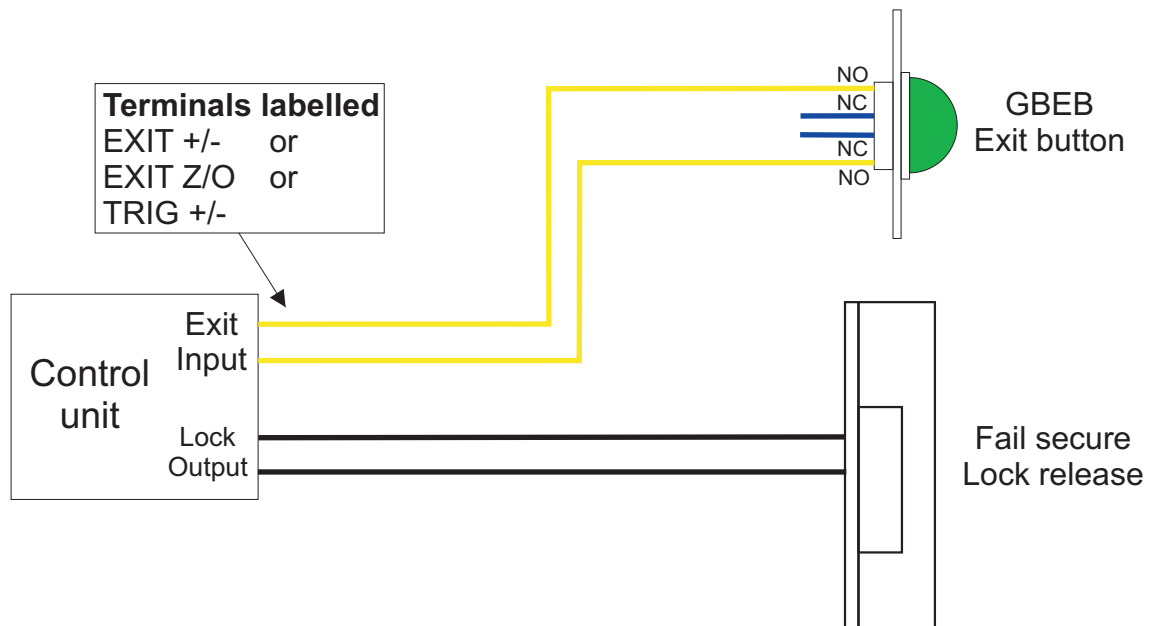 Terminals labelled
EXIT +/- or
EXIT Z/O or
TRIG +/-
NO
NC
NC
NO
GBEB
Exit button
Control
unit
Exit
Input
Lock
Output
Fail secure
Lock release